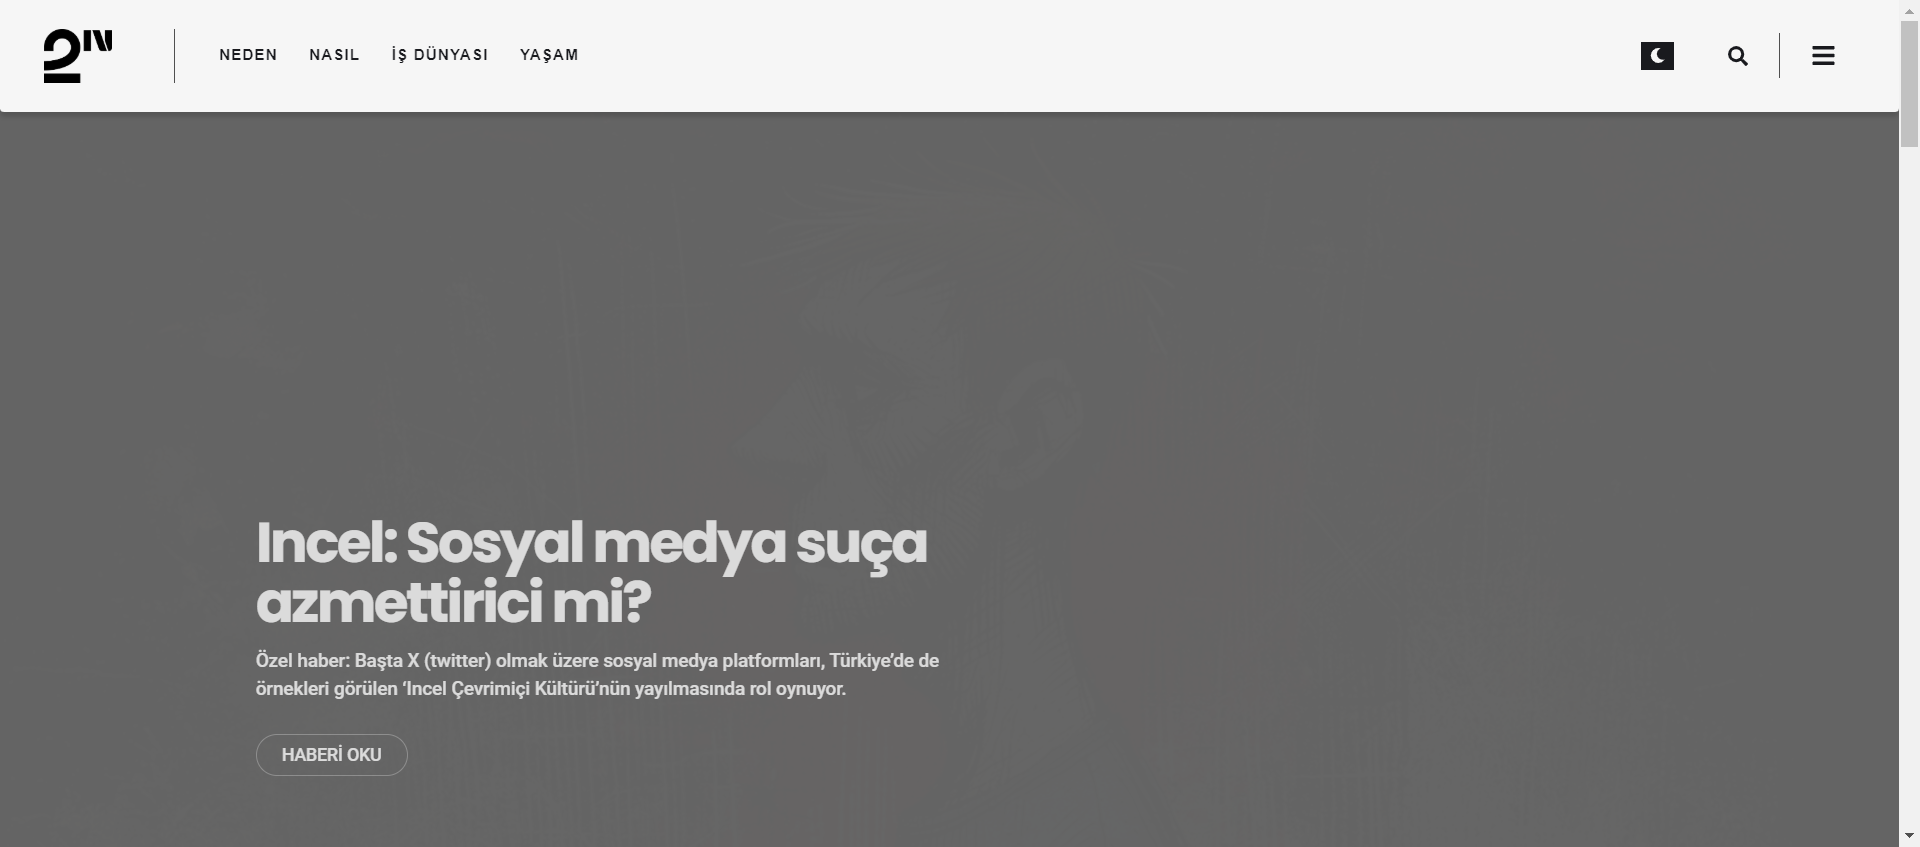 2N
NEDEN NASIL İŞ DÜNYASI YAŞAM
Incel: Sosyal medya suça
azmettirici mi?
Özel haber: Başta X (twitter) olmak üzere sosyal medya platformları, Türkiye’de de
örnekleri görülen ‘Incel Çevrimiçi Kültürü’nün yayılmasında rol oynuyor.
HABERİ OKU